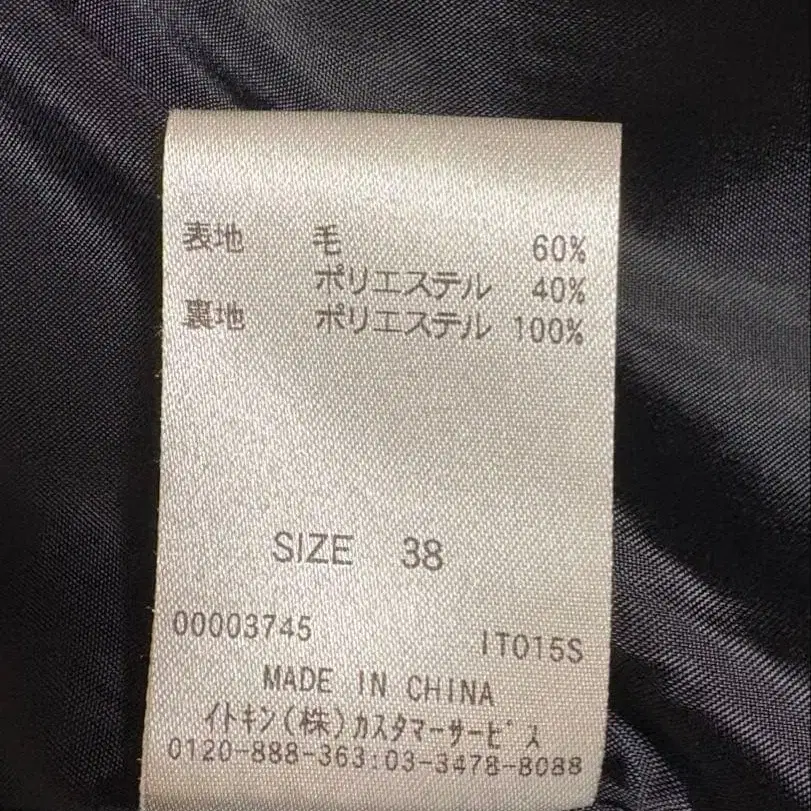 表地 毛 60%
ポリエステル 40%
裏地 ポリエステル 100%
SIZE 38
00003745 IT015S
MADE IN CHINA
イトキン(株)カスタマーサービス
0120-888-363:03-3478-8088